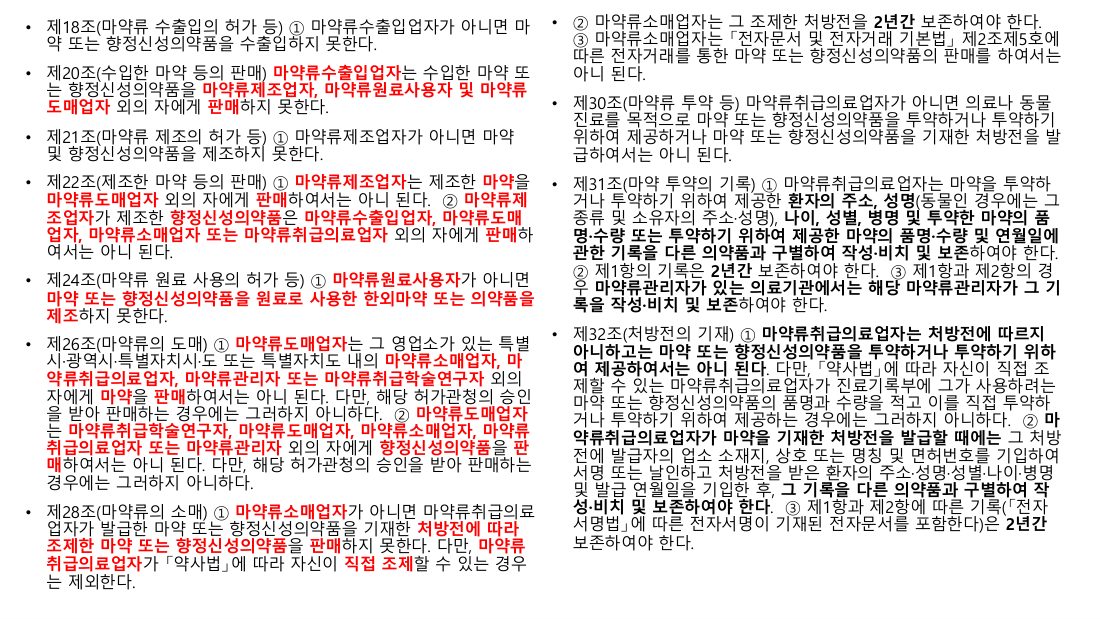 • 제18조(마약류 수출입의 허가 등) ① 마약류수출입업자가 아니면 마
약 또는 향정신성의약품을 수출입하지 못한다.
• 제20조(수입한 마약 등의 판매) 마약류수출입업자는 수입한 마약 또
는 향정신성의약품을 마약류제조업자, 마약류원료사용자 및 마약류
도매업자 외의 자에게 판매하지 못한다.
• 제21조(마약류 제조의 허가 등) ① 마약류제조업자가 아니면 마약
및 향정신성의약품을 제조하지 못한다.
• 제22조(제조한 마약 등의 판매) ① 마약류제조업자는 제조한 마약을
마약류도매업자 외의 자에게 판매하여서는 아니 된다. ② 마약류제
조업자가 제조한 향정신성의약품은 마약류수출입업자, 마약류도매
업자, 마약류소매업자 또는 마약류취급의료업자 외의 자에게 판매하
여서는 아니 된다.
• 제24조(마약류 원료 사용의 허가 등) ① 마약류원료사용자가 아니면
마약 또는 향정신성의약품을 원료로 사용한 한외마약 또는 의약품을
제조하지 못한다.
• 제26조(마약류의 도매) ① 마약류도매업자는 그 영업소가 있는 특별
시·광역시·특별자치시·도 또는 특별자치도 내의 마약류소매업자, 마
약류취급의료업자, 마약류관리자 또는 마약류취급학술연구자 외의
자에게 마약을 판매하여서는 아니 된다. 다만, 해당 허가관청의 승인
을 받아 판매하는 경우에는 그러하지 아니하다. ② 마약류도매업자
는 마약류취급학술연구자, 마약류도매업자, 마약류소매업자, 마약류
취급의료업자 또는 마약류관리자 외의 자에게 향정신성의약품을 판
매하여서는 아니 된다. 다만, 해당 허가관청의 승인을 받아 판매하는
경우에는 그러하지 아니하다.
• 제28조(마약류의 소매) ① 마약류소매업자가 아니면 마약류취급의료
업자가 발급한 마약 또는 향정신성의약품을 기재한 처방전에 따라
조제한 마약 또는 향정신성의약품을 판매하지 못한다. 다만, 마약류
취급의료업자가 「약사법」에 따라 자신이 직접 조제할 수 있는 경우
는 제외한다.
• ② 마약류소매업자는 그 조제한 처방전을 2년간 보존하여야 한다.
③ 마약류소매업자는 「전자문서 및 전자거래 기본법」 제2조제5호에
따른 전자거래를 통한 마약 또는 향정신성의약품의 판매를 하여서는
아니 된다.
• 제30조(마약류 투약 등) 마약류취급의료업자가 아니면 의료나 동물
진료를 목적으로 마약 또는 향정신성의약품을 투약하거나 투약하기
위하여 제공하거나 마약 또는 향정신성의약품을 기재한 처방전을 발
급하여서는 아니 된다.
• 제31조(마약 투약의 기록) ① 마약류취급의료업자는 마약을 투약하
거나 투약하기 위하여 제공한 환자의 주소, 성명(동물인 경우에는 그
종류 및 소유자의 주소·성명), 나이, 성별, 병명 및 투약한 마약의 품
명·수량 또는 투약하기 위하여 제공한 마약의 품명·수량 및 연월일에
관한 기록을 다른 의약품과 구별하여 작성·비치 및 보존하여야 한다.
② 제1항의 기록은 2년간 보존하여야 한다. ③ 제1항과 제2항의 경
우 마약류관리자가 있는 의료기관에서는 해당 마약류관리자가 그 기
록을 작성·비치 및 보존하여야 한다.
• 제32조(처방전의 기재) ① 마약류취급의료업자는 처방전에 따르지
아니하고는 마약 또는 향정신성의약품을 투약하거나 투약하기 위하
여 제공하여서는 아니 된다. 다만, 「약사법」에 따라 자신이 직접 조
제할 수 있는 마약류취급의료업자가 진료기록부에 그가 사용하려는
마약 또는 향정신성의약품의 품명과 수량을 적고 이를 직접 투약하
거나 투약하기 위하여 제공하는 경우에는 그러하지 아니하다. ② 마
약류취급의료업자가 마약을 기재한 처방전을 발급할 때에는 그 처방
전에 발급자의 업소 소재지, 상호 또는 명칭 및 면허번호를 기입하여
서명 또는 날인하고 처방전을 받은 환자의 주소·성명·성별·나이·병명
및 발급 연월일을 기입한 후, 그 기록을 다른 의약품과 구별하여 작
성·비치 및 보존하여야 한다. ③ 제1항과 제2항에 따른 기록(「전자
서명법」에 따른 전자서명이 기재된 전자문서를 포함한다)은 2년간
보존하여야 한다.